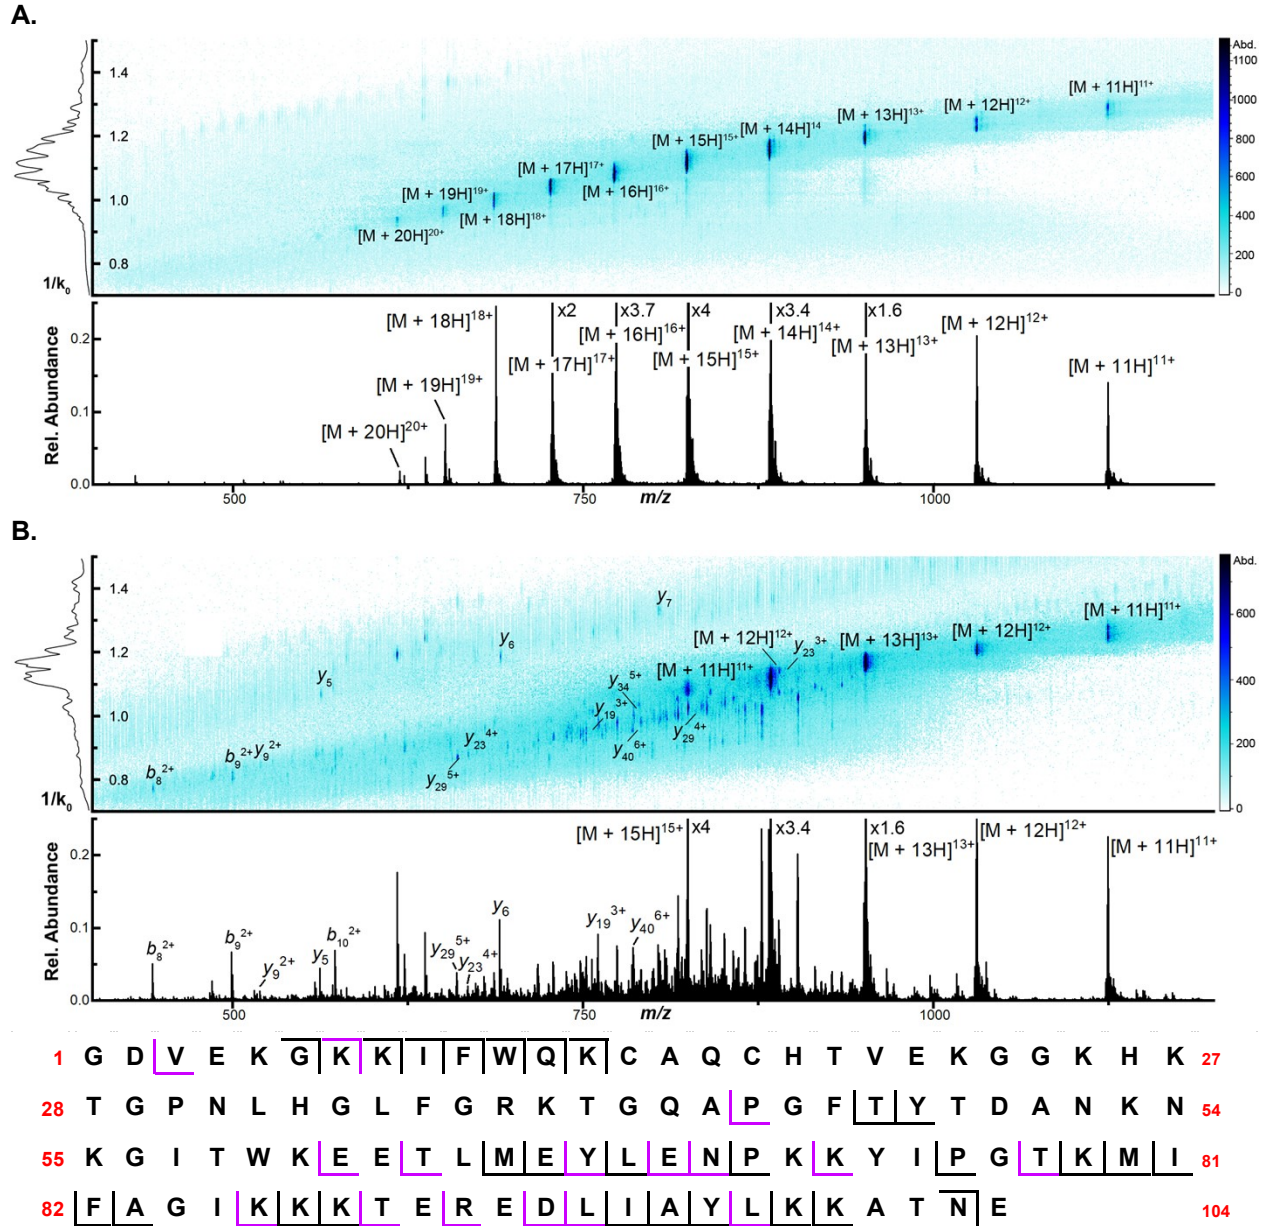 A.
Abd.
1100
1000
800
600
400
200
0
1.4
1.2
1.0
0.8
1/k0
[M + 11H]11+
[M + 12H]12+
[M + 13H]13+
[M + 14H]14
[M + 15H]15+
[M + 16H]16+
[M + 17H]17+
[M + 18H]18+
[M + 19H]19+
[M + 20H]20+
Rel. Abundance
0.2
0.1
0.0
[M + 20H]20+
[M + 19H]19+
[M + 18H]18+
x2
[M + 17H]17+
x3.7
[M + 16H]16+
x4
[M + 15H]15+
x3.4
[M + 14H]14+
x1.6
[M + 13H]13+
[M + 12H]12+
[M + 11H]11+
500 750 1000
m/z
B.
Abd.
600
400
200
0
1.4
1.2
1.0
0.8
1/k0
y7
y6
y5
[M + 12H]12+
y23 3+
[M + 13H]13+
[M + 12H]12+
[M + 11H]11+
[M + 11H]11+
y34 5+
y19 3+
y40 6+
y29 4+
y23 4+
y29 5+
b9 2+
y9 2+
b8 2+
Rel. Abundance
0.2
0.1
0.0
b8 2+
b9 2+
y9 2+
y5
b10 2+
y29 5+
y23 4+
y6
y19 3+
y40 6+
[M + 15H]15+
x4
x3.4
x1.6
[M + 13H]13+
[M + 12H]12+
[M + 11H]11+
500 750 1000
m/z
1 G D V E K G K K I F W Q K C A Q C H T V E K G G K H K 27
28 T G P N L H G L F G R K T G Q A P G F T Y T D A N K N 54
55 K G I T W K E E T L M E Y L E N P K K Y I P G T K M I 81
82 F A G I K K K T E R E D L I A Y L K K A T N E 104